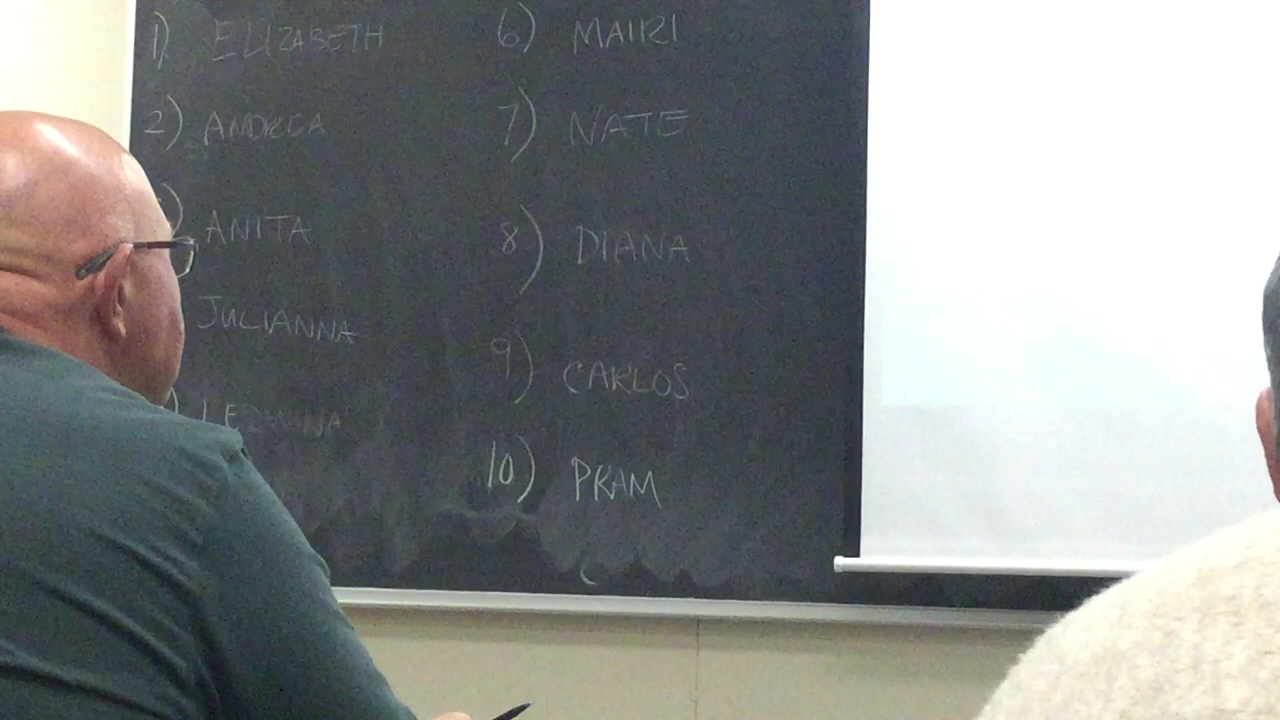 1) ELIZABETH
2) ANDREA
) ANITA
JULIANNA
)
6) MAIRI
7) NATE
8) DIANA
9) CARLOS
10) PRAM